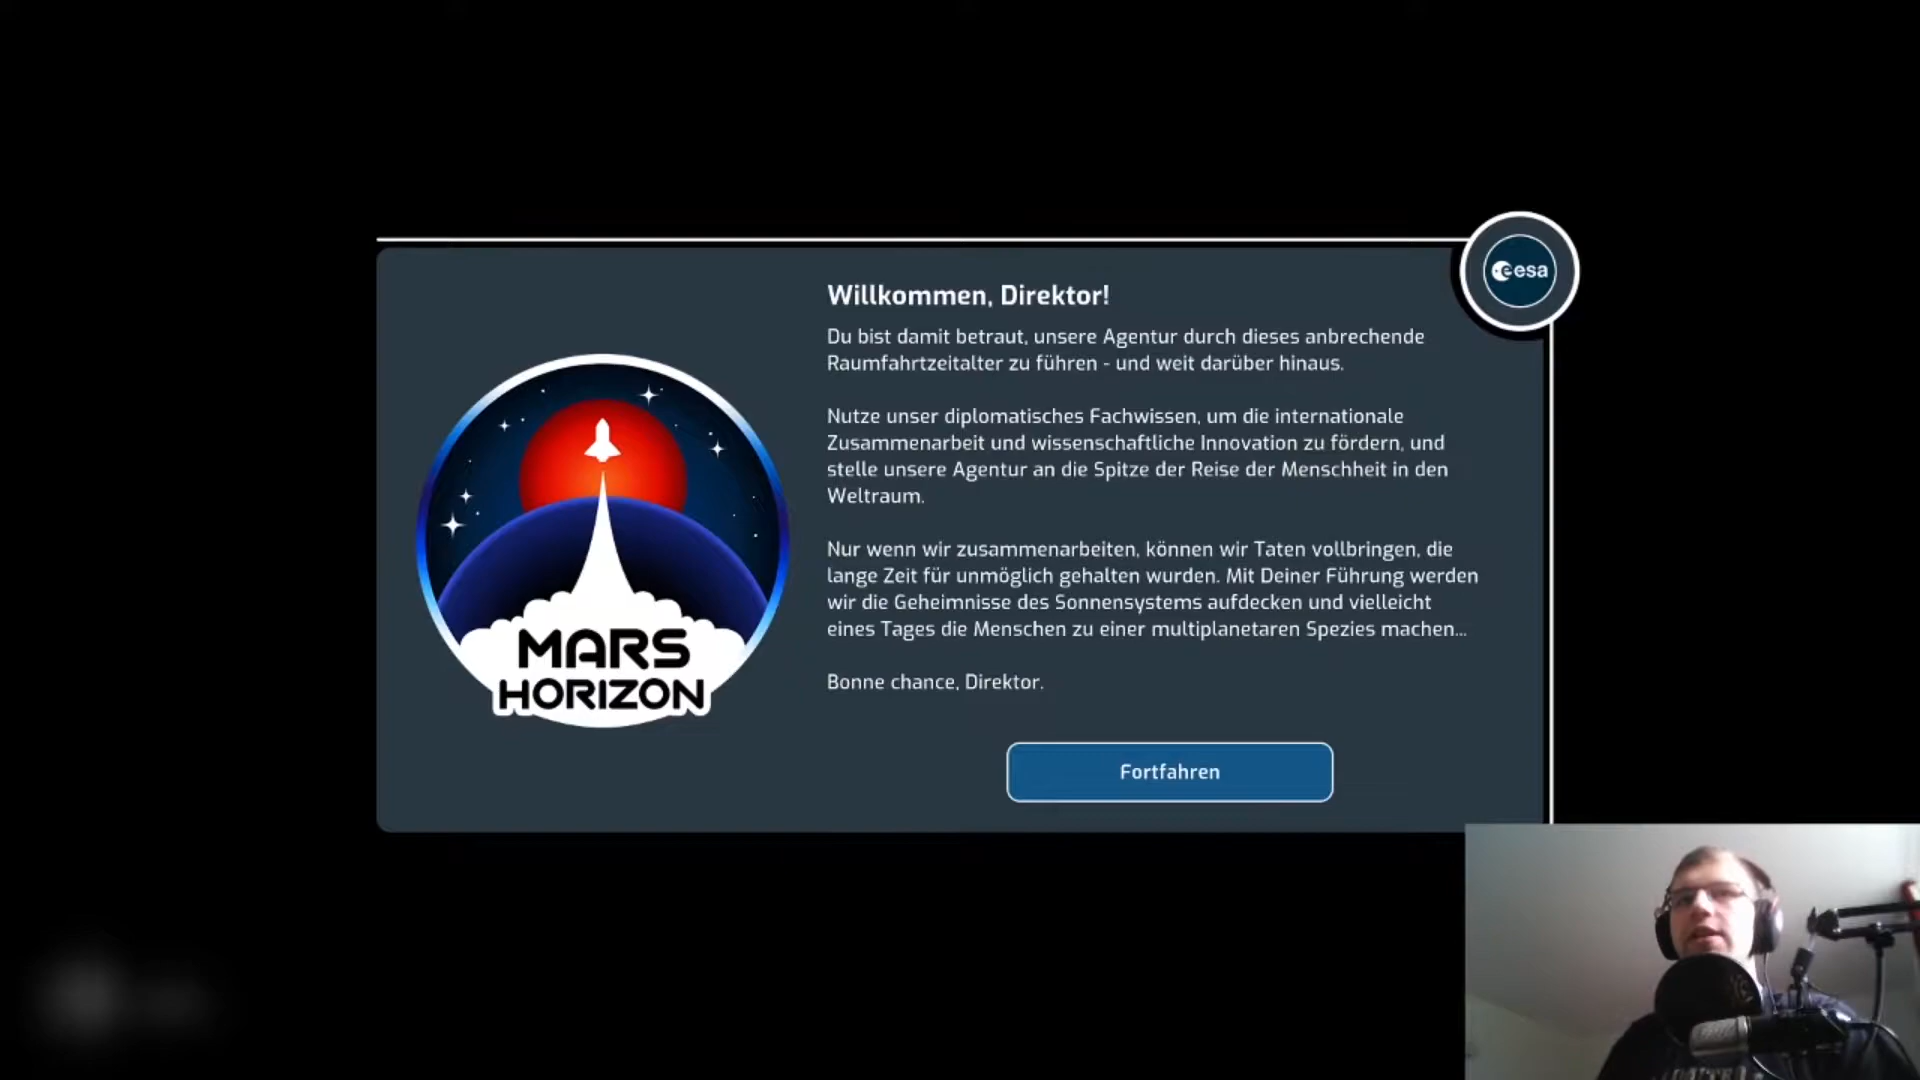 esa
Willkommen, Direktor!
Du bist damit betraut, unsere Agentur durch dieses anbrechende
Raumfahrtzeitalter zu führen - und weit darüber hinaus.
Nutze unser diplomatisches Fachwissen, um die internationale
Zusammenarbeit und wissenschaftliche Innovation zu fördern, und
stelle unsere Agentur an die Spitze der Reise der Menschheit in den
Weltraum.
Nur wenn wir zusammenarbeiten, können wir Taten vollbringen, die
lange Zeit für unmöglich gehalten wurden. Mit Deiner Führung werden
wir die Geheimnisse des Sonnensystems aufdecken und vielleicht
eines Tages die Menschen zu einer multiplanetaren Spezies machen...
Bonne chance, Direktor.
MARS
HORIZON
Fortfahren